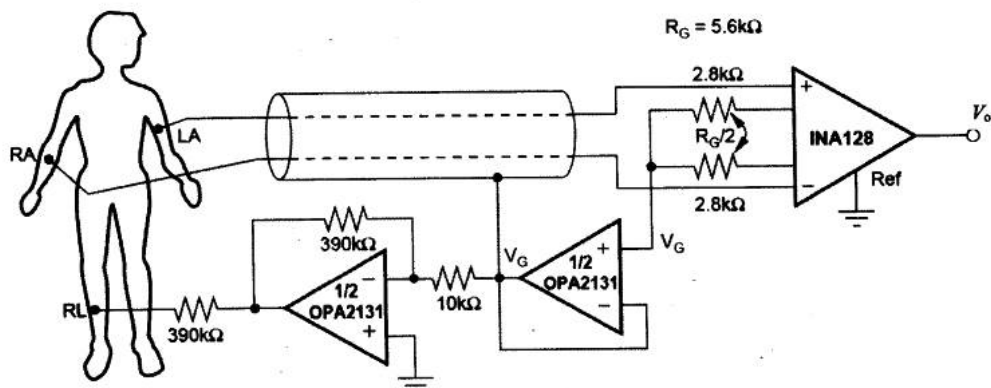 R_G = 5.6kΩ
2.8kΩ
LA
RA
R_G/2
INA128
V_o
Ref
2.8kΩ
390kΩ
V_G
V_G
1/2
OPA2131
1/2
OPA2131
10kΩ
RL
390kΩ
+
−
+
−
−
+